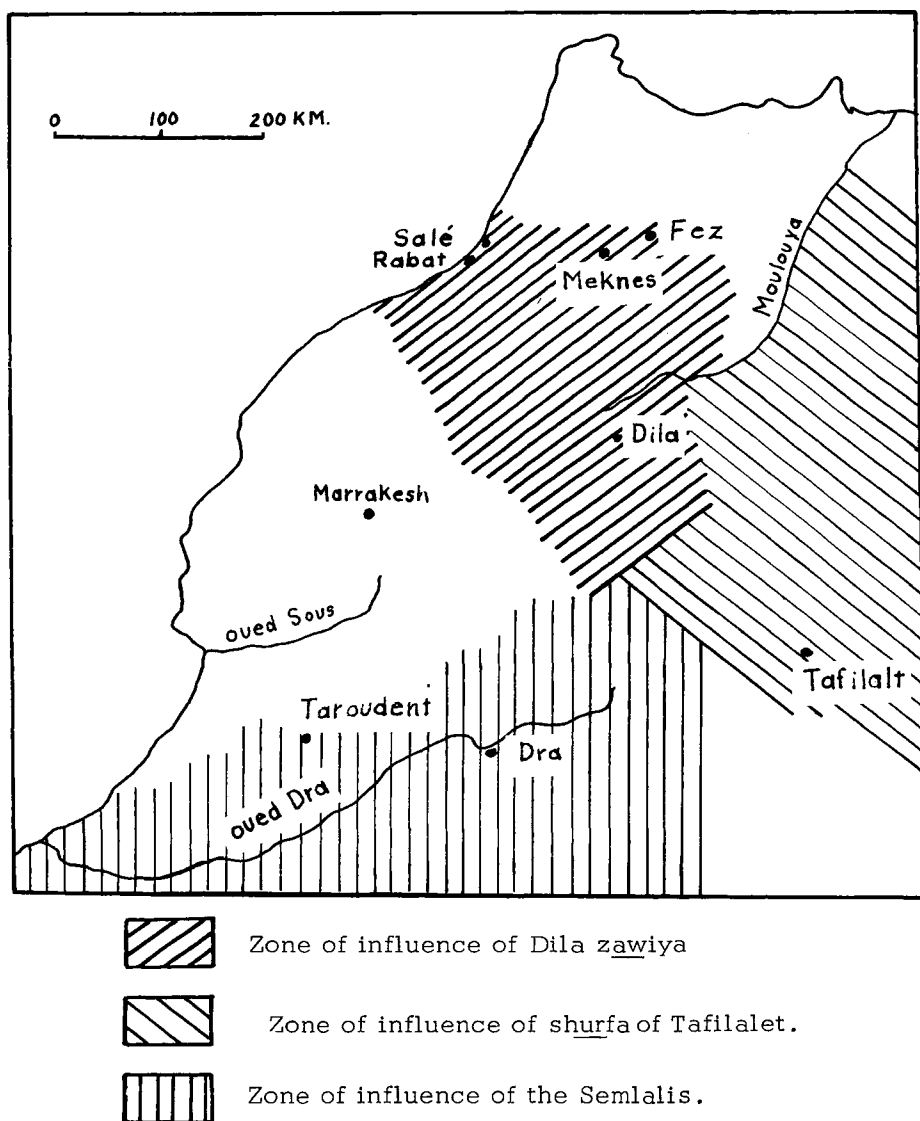 0 100 200 KM.
Salé
Rabat
Fez
Meknes
Moulouya
Dila
Marrakesh
oued Sous
Tafilalt
Taroudent
Dra
oued Dra
Zone of influence of Dila zawiya
Zone of influence of shurfa of Tafilalet.
Zone of influence of the Semlalis.